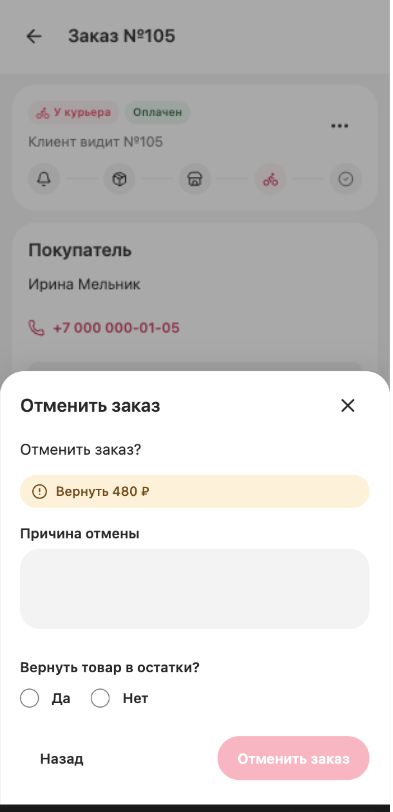 Заказ №105
У курьера Оплачен
Клиент видит №105
Покупатель
Ирина Мельник
+7 000 000-01-05
Отменить заказ
Отменить заказ?
Вернуть 480 ₽
Причина отмены
Вернуть товар в остатки?
Да Нет
Назад Отменить заказ